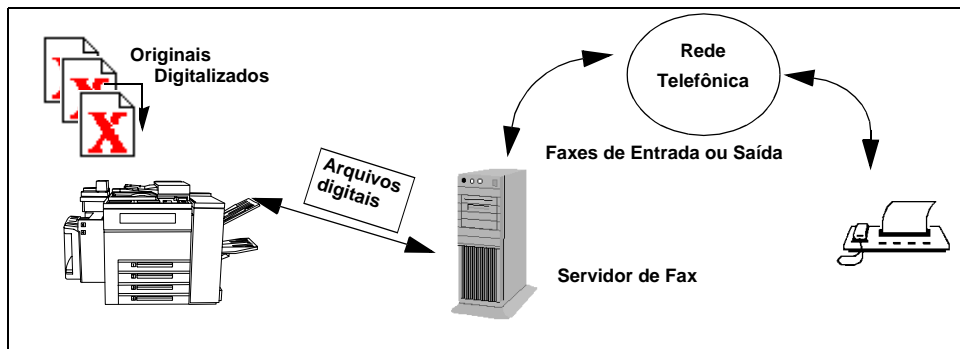 Originais
Digitalizados
Rede
Telefônica
Arquivos
digitais
Faxes de Entrada ou Saída
Servidor de Fax